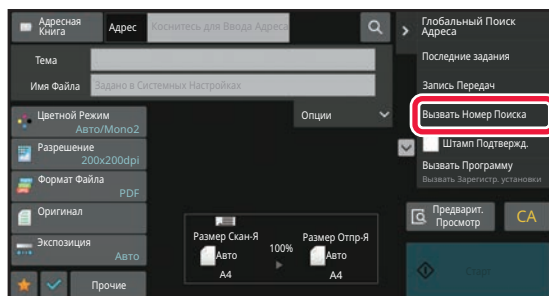 Адресная
Книга
Адрес
Коснитесь для Ввода Адреса
Тема
Имя Файла
Задано в Системных Настройках
Цветной Режим
Авто/Mono2
Разрешение
200x200dpi
Формат Файла
PDF
Оригинал
Экспозиция
Авто
Прочие
Опции
Размер Скан-Я
Авто
A4
100%
Размер Отпр-Я
Авто
A4
Глобальный Поиск
Адреса
Последние задания
Запись Передач
Вызвать Номер Поиска
Штамп Подтвержд.
Вызвать Программу
Вызвать Зарегистр. установки
Предварит.
Просмотр
CA
Старт